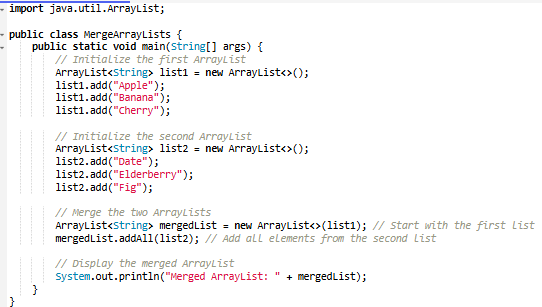 import java.util.ArrayList;
public class MergeArrayLists {
public static void main(String[] args) {
// Initialize the first ArrayList
ArrayList<String> list1 = new ArrayList<>();
list1.add("Apple");
list1.add("Banana");
list1.add("Cherry");
// Initialize the second ArrayList
ArrayList<String> list2 = new ArrayList<>();
list2.add("Date");
list2.add("Elderberry");
list2.add("Fig");
// Merge the two ArrayLists
ArrayList<String> mergedList = new ArrayList<>(list1); // Start with the first list
mergedList.addAll(list2); // Add all elements from the second list
// Display the merged ArrayList
System.out.println("Merged ArrayList: " + mergedList);
}
}